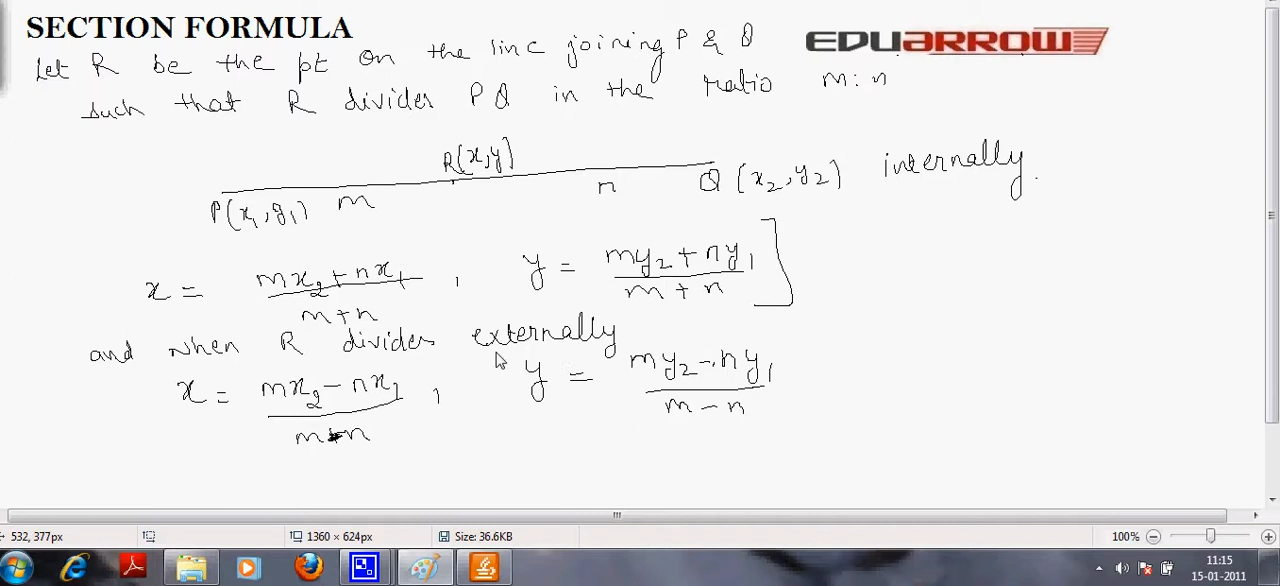 SECTION FORMULA
EDUARROW
Let R be the pt on the line joining P & Q
such that R divides PQ in the ratio m:n
R(x,y)
P(x₁,y₁) m n Q(x₂,y₂) internally.
x = mx₂+nx₁ / m+n , y = my₂+ny₁ / m+n ]
and when R divides externally
x = mx₂-nx₁ / m-n , y = my₂-ny₁ / m-n
532, 377px 1360 × 624px Size: 36.6KB 100%
11:15
15-01-2011